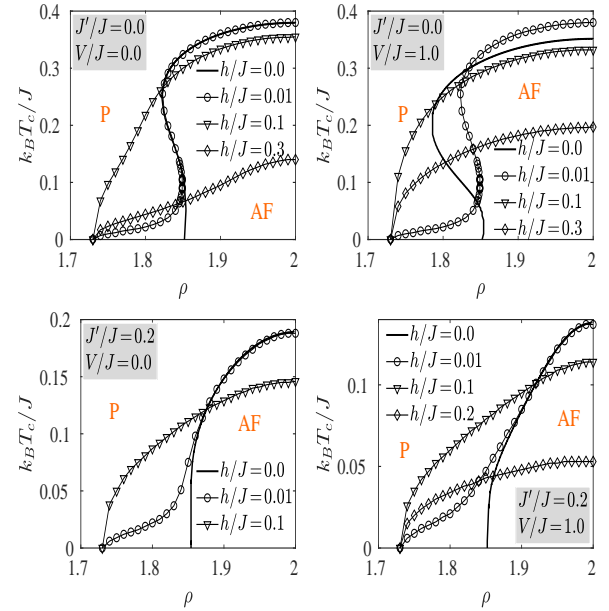 J'/J=0.0
V/J=0.0
h/J=0.0
h/J=0.01
h/J=0.1
h/J=0.3
P
AF
0
0.1
0.2
0.3
0.4
1.7
1.8
1.9
2
ρ
k_BT_c/J
J'/J=0.0
V/J=1.0
P
AF
h/J=0.0
h/J=0.01
h/J=0.1
h/J=0.3
0
0.1
0.2
0.3
0.4
1.7
1.8
1.9
2
ρ
k_BT_c/J
J'/J=0.2
V/J=0.0
P
AF
h/J=0.0
h/J=0.01
h/J=0.1
0
0.05
0.1
0.15
0.2
1.7
1.8
1.9
2
ρ
k_BT_c/J
h/J=0.0
h/J=0.01
h/J=0.1
h/J=0.2
AF
P
J'/J=0.2
V/J=1.0
0
0.05
0.1
1.7
1.8
1.9
2
ρ
k_BT_c/J